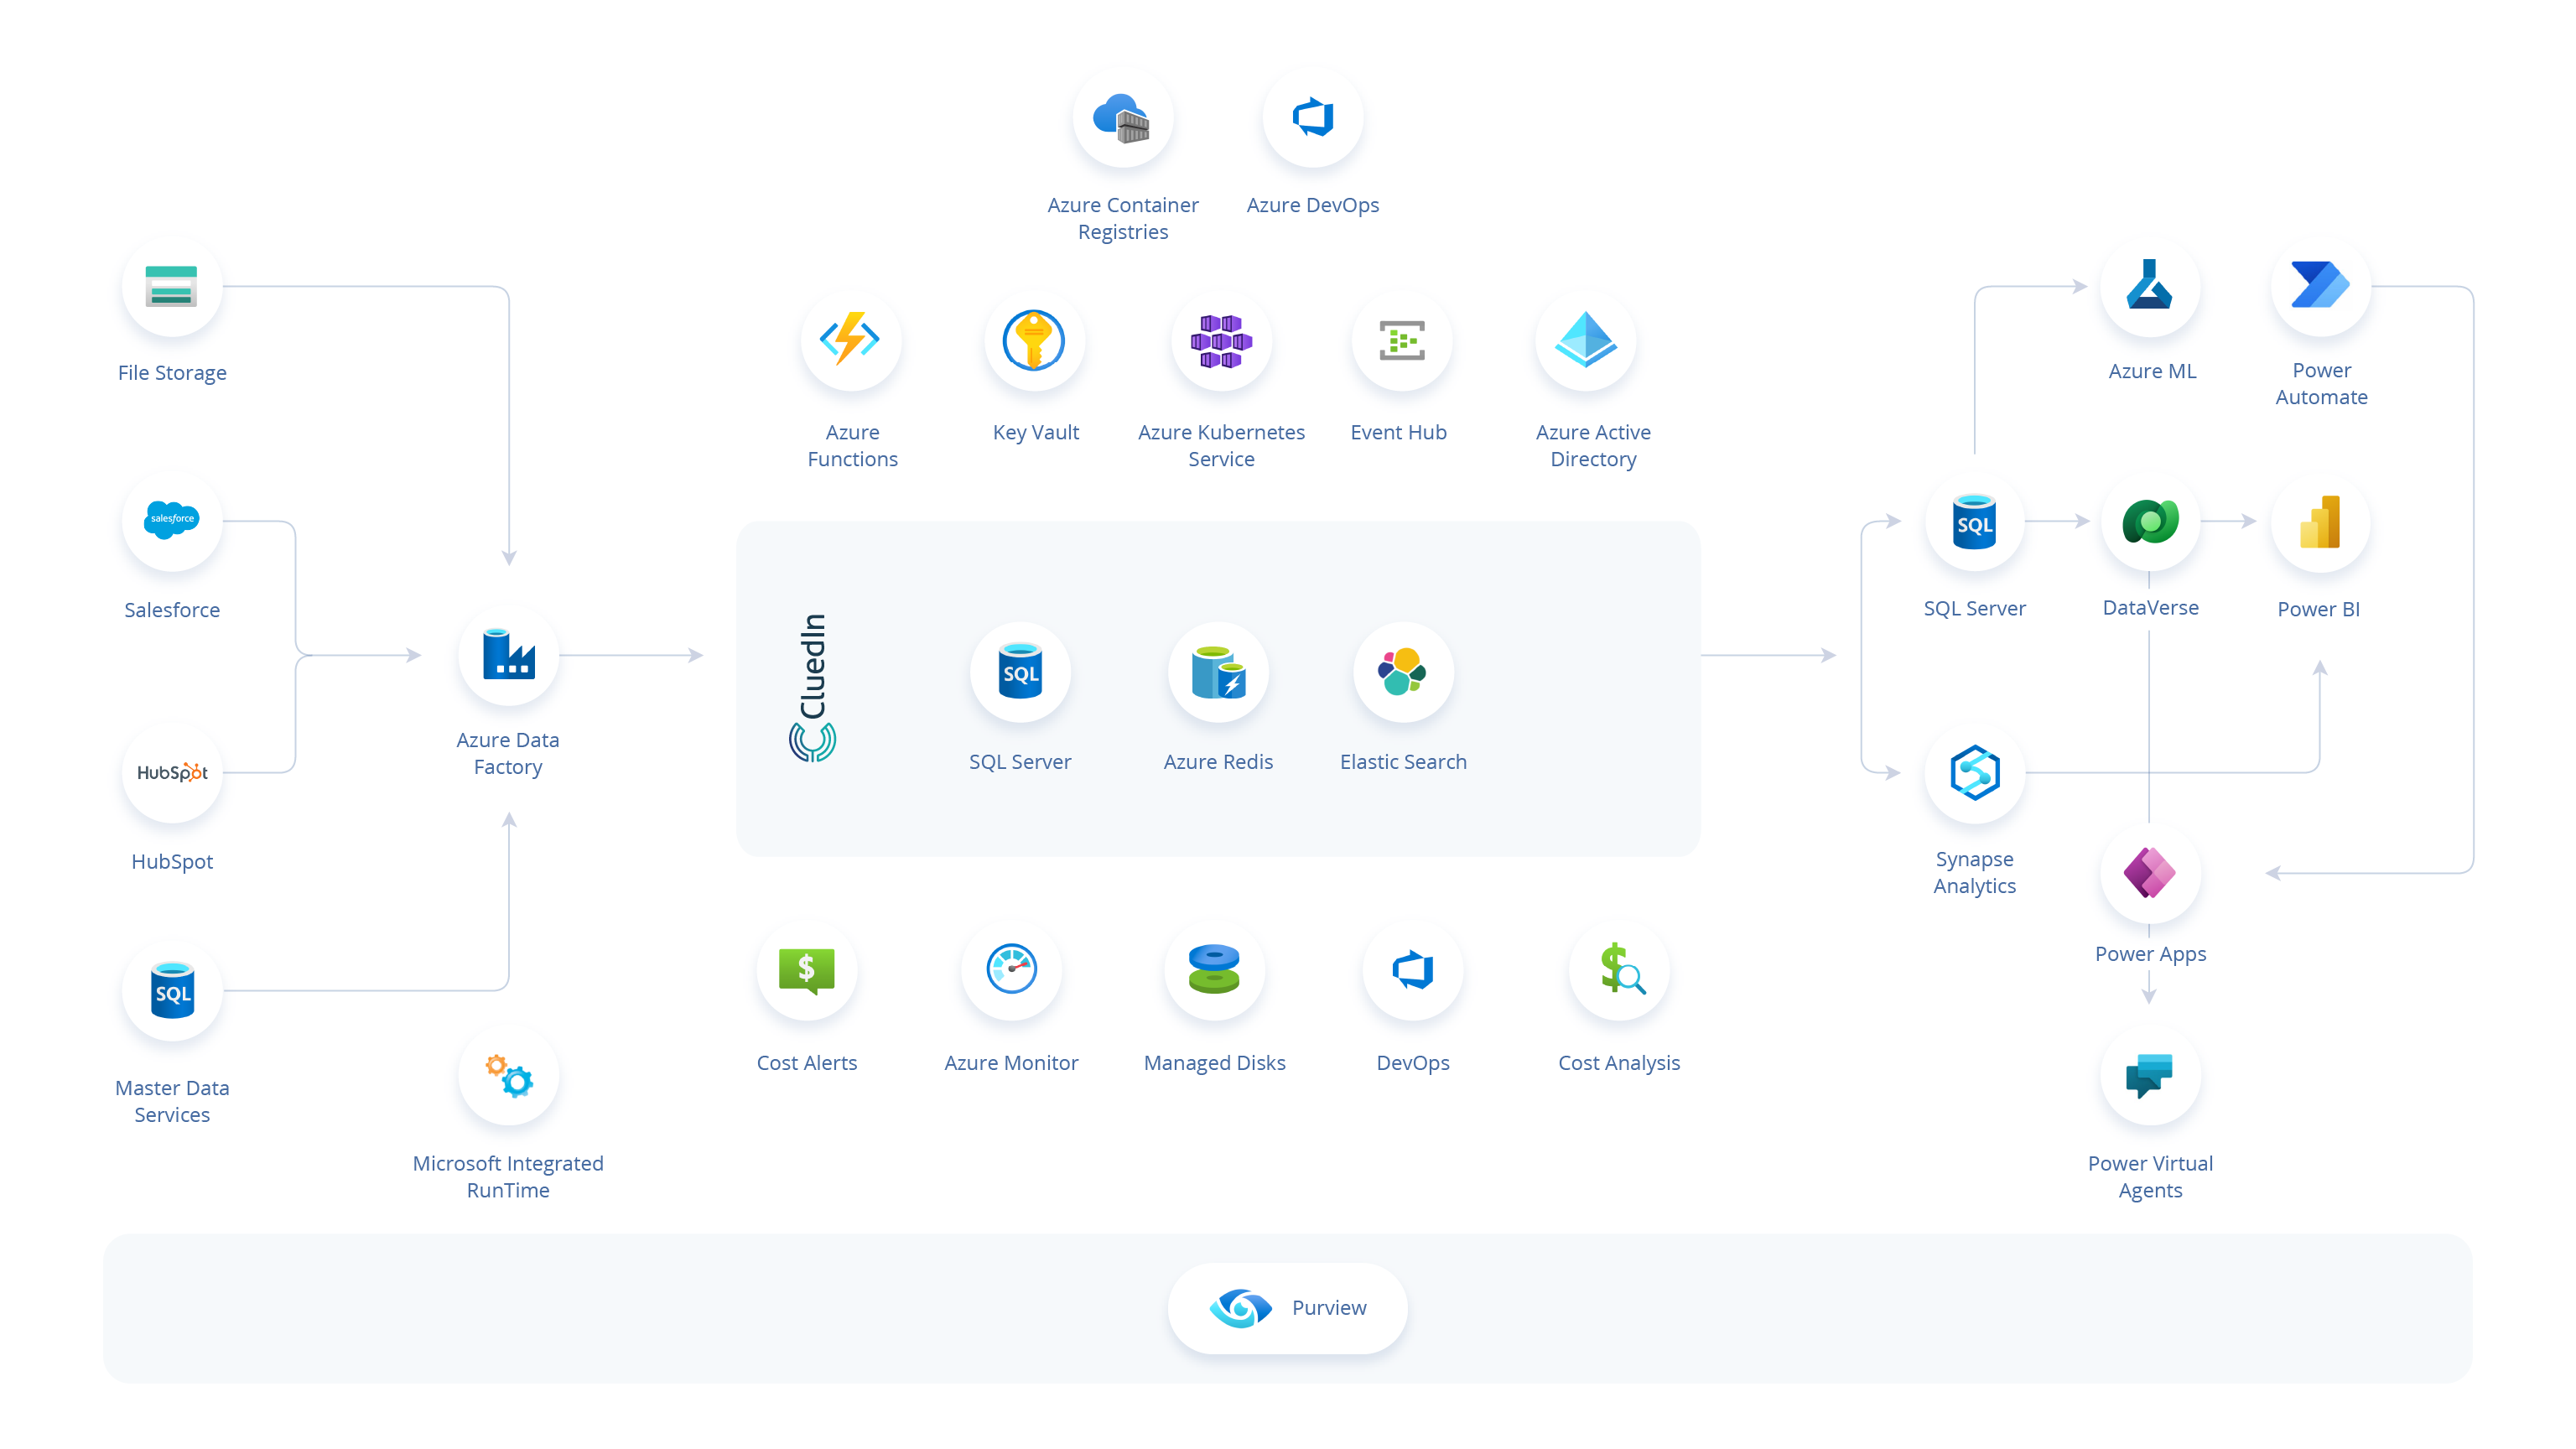 Azure Container
Registries
Azure DevOps
File Storage
Azure
Functions
Key Vault
Azure Kubernetes
Service
Event Hub
Azure Active
Directory
Azure ML
Power
Automate
salesforce
Salesforce
SQL
SQL Server
DataVerse
Power BI
HubSpot
HubSpot
Azure Data
Factory
CluedIn
SQL
SQL Server
Azure Redis
Elastic Search
Synapse
Analytics
Power Apps
SQL
Master Data
Services
Microsoft Integrated
RunTime
$
Cost Alerts
Azure Monitor
Managed Disks
DevOps
$
Cost Analysis
Power Virtual
Agents
Purview